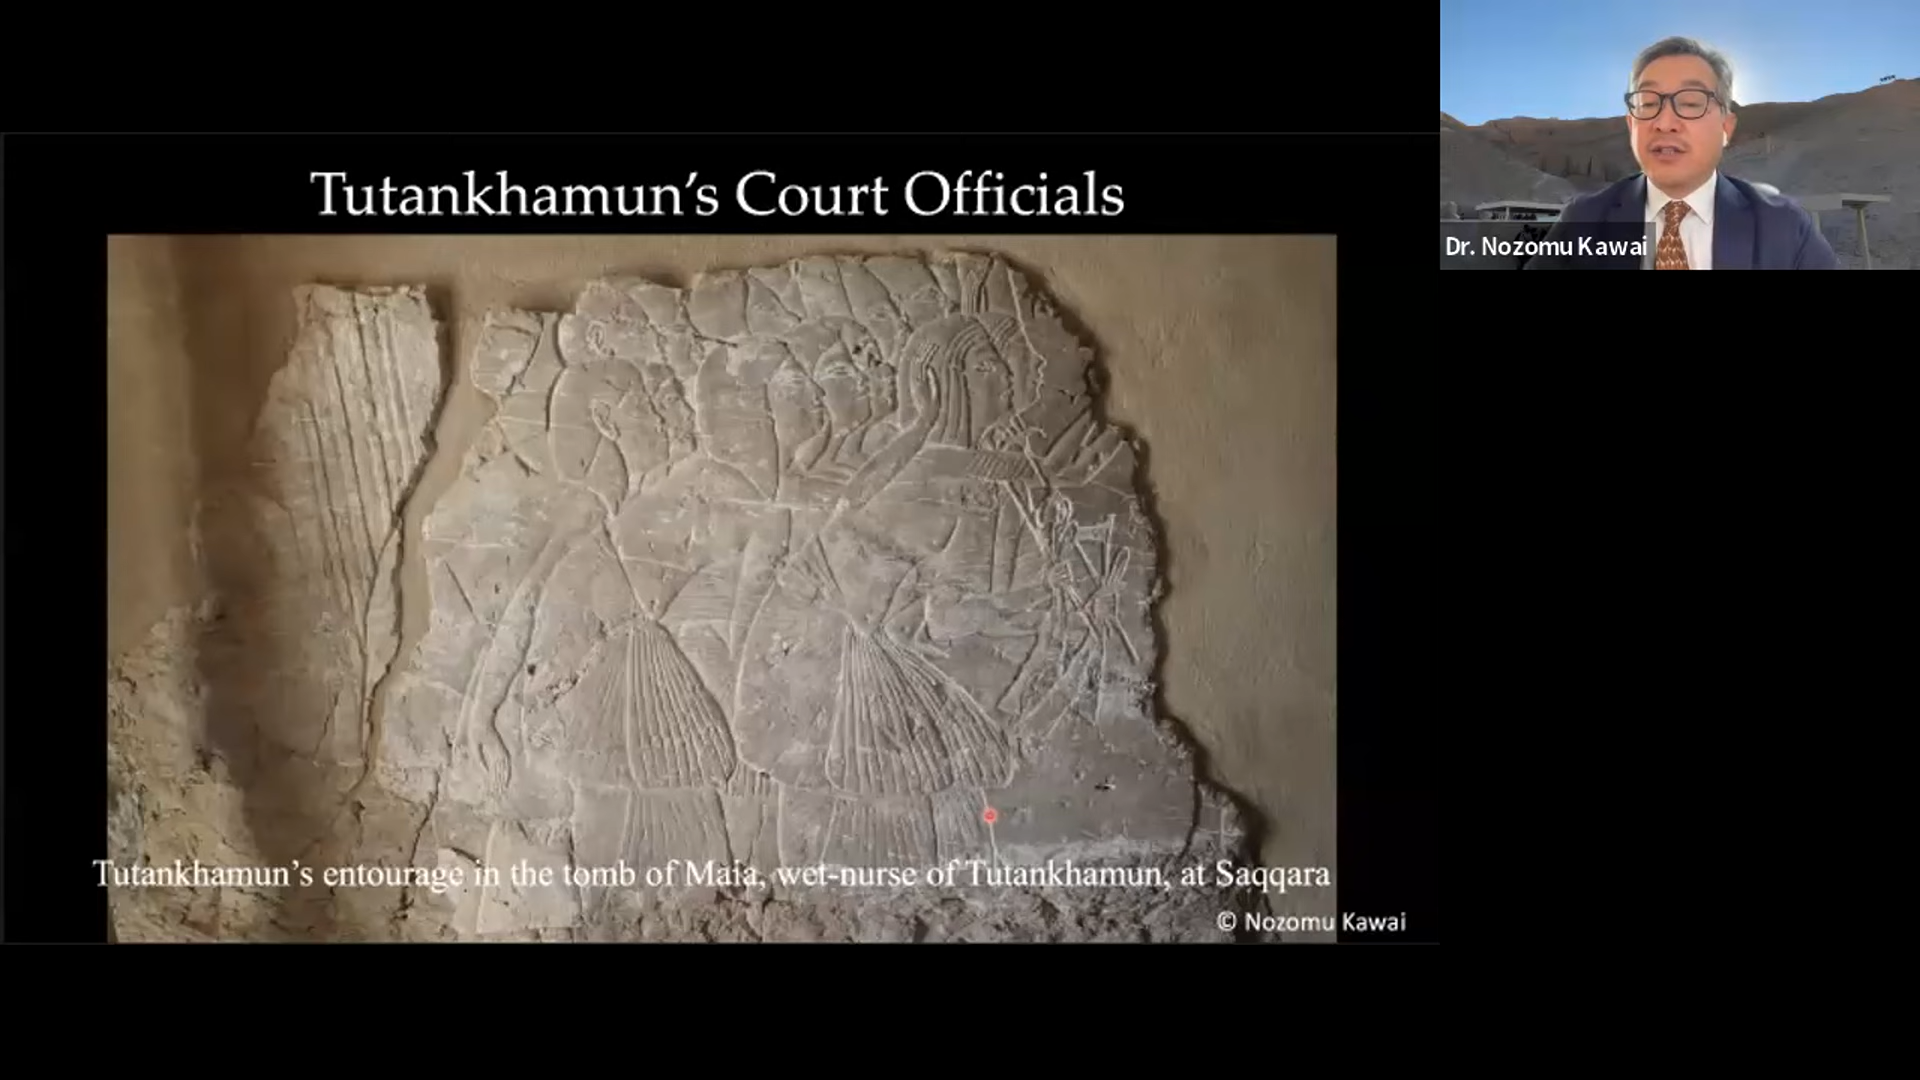 Tutankhamun’s Court Officials
Dr. Nozomu Kawai
Tutankhamun’s entourage in the tomb of Maia, wet-nurse of Tutankhamun, at Saqqara
© Nozomu Kawai